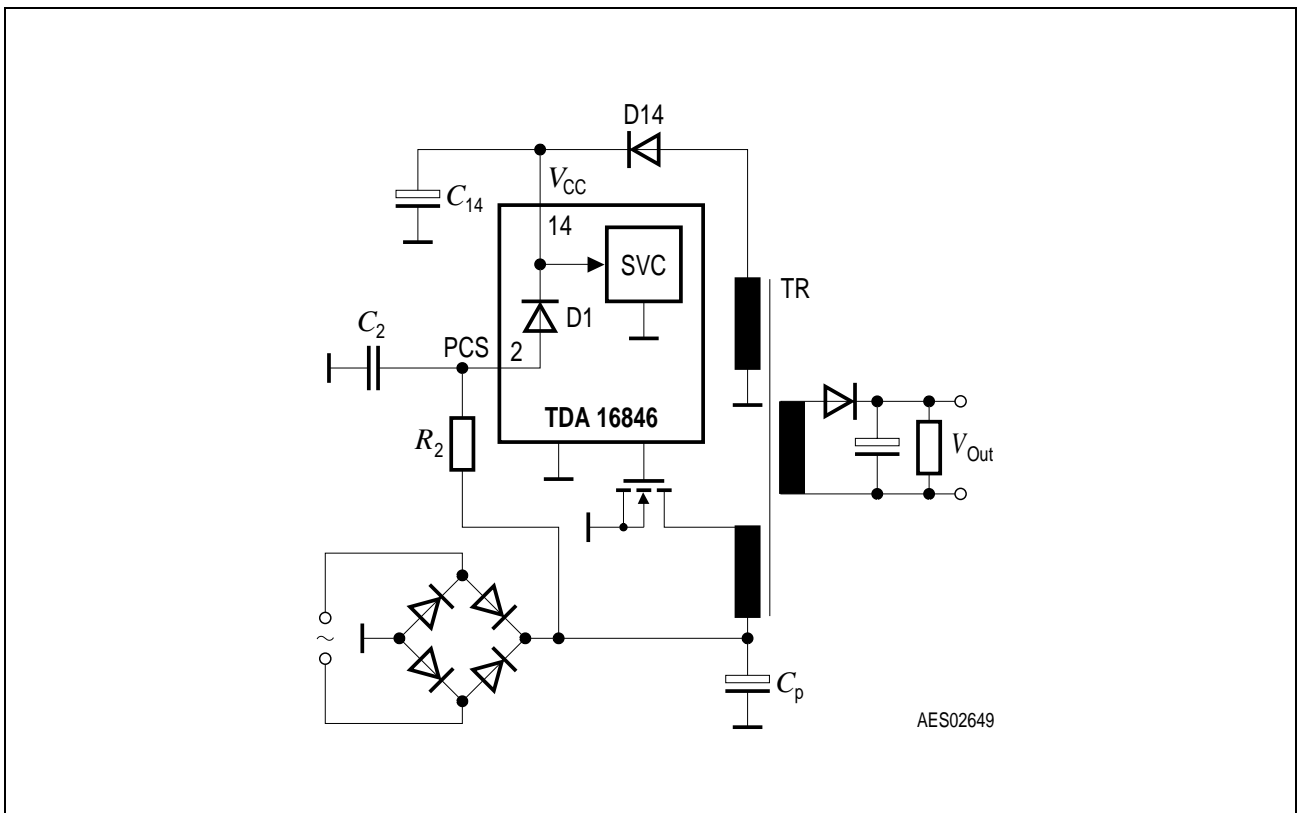 D14
V_CC
C_14
14
SVC
TR
D1
C_2
PCS
2
TDA 16846
R_2
V_Out
~
C_p
AES02649